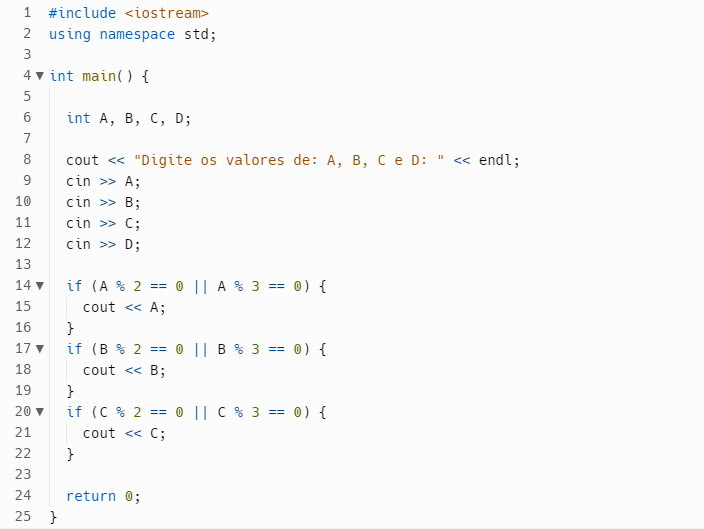 1 #include <iostream>
2 using namespace std;
3
4 ▼ int main() {
5
6 int A, B, C, D;
7
8 cout << "Digite os valores de: A, B, C e D: " << endl;
9 cin >> A;
10 cin >> B;
11 cin >> C;
12 cin >> D;
13
14 ▼ if (A % 2 == 0 || A % 3 == 0) {
15 cout << A;
16 }
17 ▼ if (B % 2 == 0 || B % 3 == 0) {
18 cout << B;
19 }
20 ▼ if (C % 2 == 0 || C % 3 == 0) {
21 cout << C;
22 }
23
24 return 0;
25 }